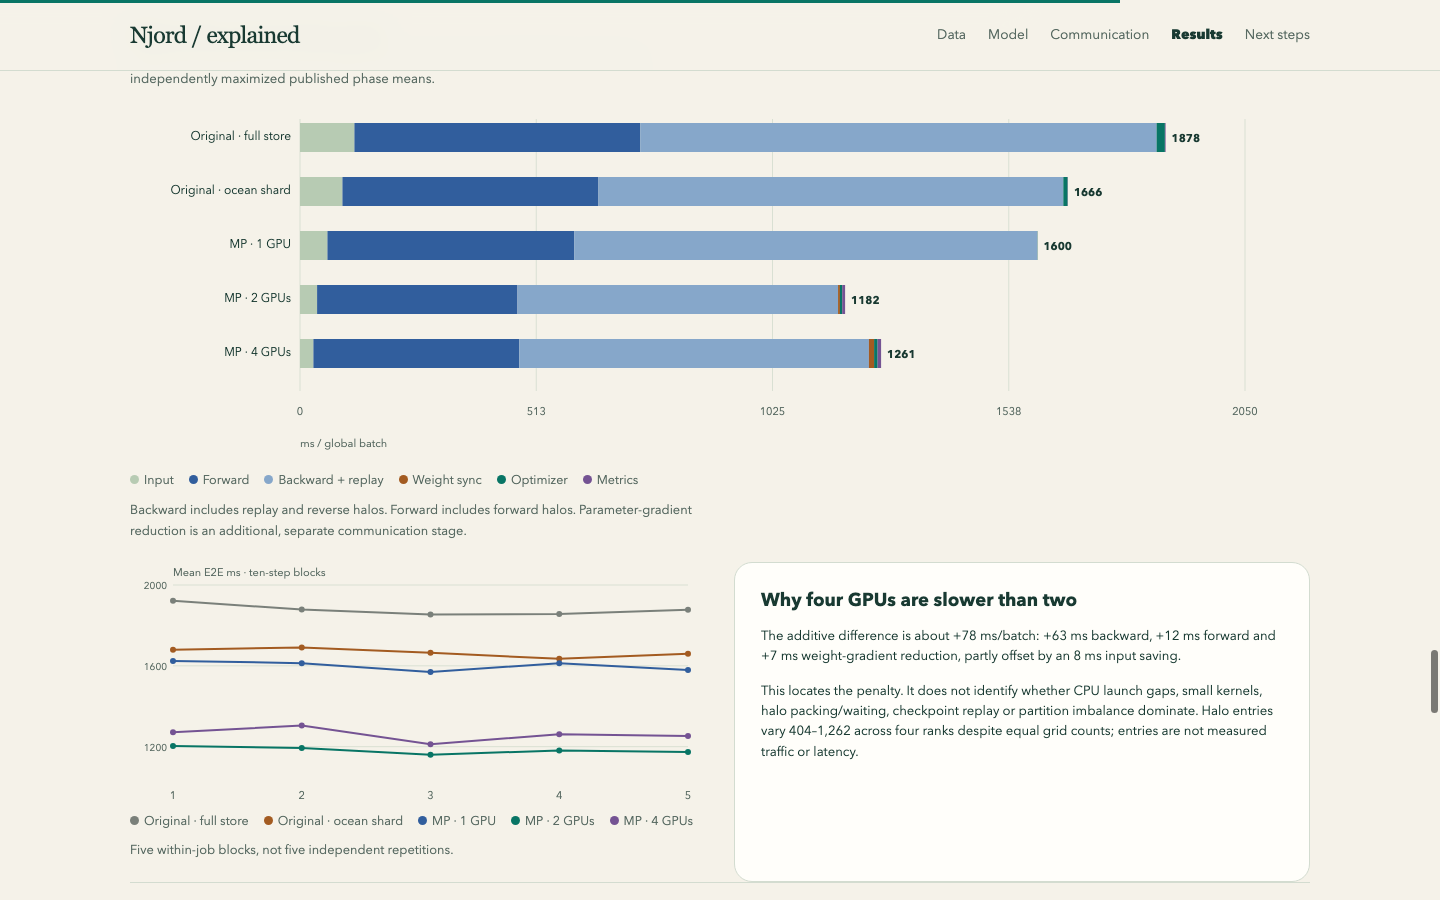 Njord / explained
Data Model Communication Results Next steps
independently maximized published phase means.
Original · full store
1878
Original · ocean shard
1666
MP · 1 GPU
1600
MP · 2 GPUs
1182
MP · 4 GPUs
1261
0 513 1025 1538 2050
ms / global batch
Input Forward Backward + replay Weight sync Optimizer Metrics
Backward includes replay and reverse halos. Forward includes forward halos. Parameter-gradient
reduction is an additional, separate communication stage.
Mean E2E ms · ten-step blocks
2000
1600
1200
1 2 3 4 5
Original · full store Original · ocean shard MP · 1 GPU MP · 2 GPUs MP · 4 GPUs
Five within-job blocks, not five independent repetitions.
Why four GPUs are slower than two
The additive difference is about +78 ms/batch: +63 ms backward, +12 ms forward and
+7 ms weight-gradient reduction, partly offset by an 8 ms input saving.
This locates the penalty. It does not identify whether CPU launch gaps, small kernels,
halo packing/waiting, checkpoint replay or partition imbalance dominate. Halo entries
vary 404–1,262 across four ranks despite equal grid counts; entries are not measured
traffic or latency.